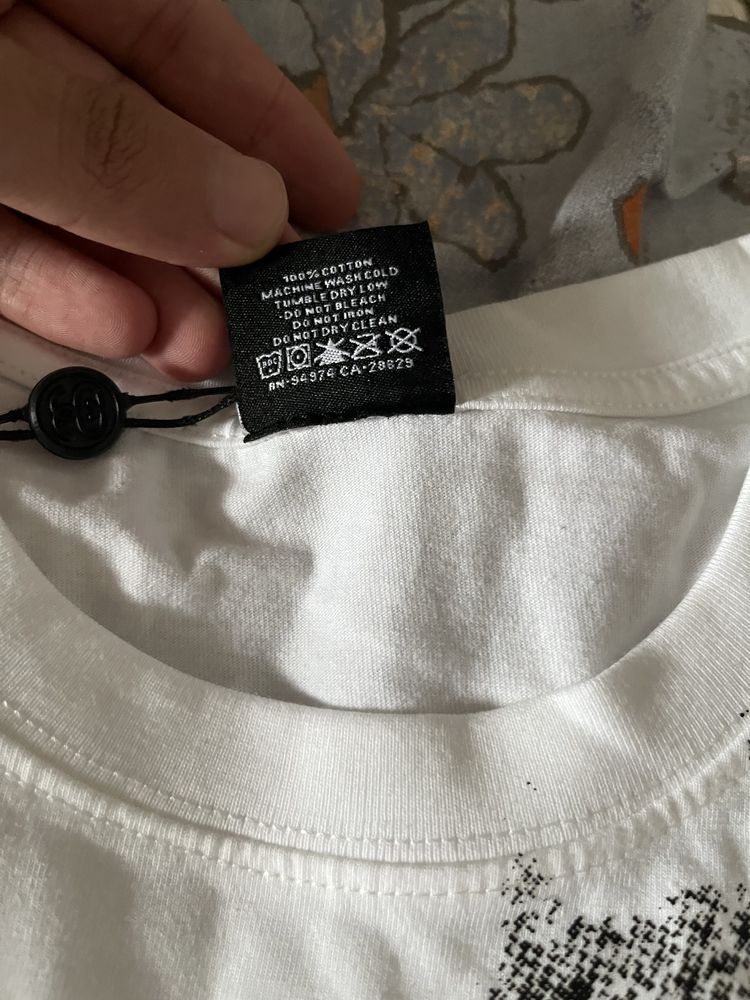 100% COTTON
MACHINE WASH COLD
TUMBLE DRY LOW
DO NOT BLEACH
DO NOT IRON
DO NOT DRY CLEAN
RN-94974 CA-28629